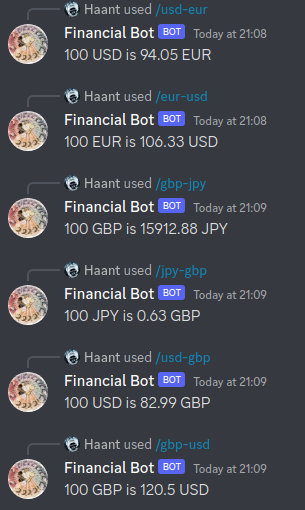 Haant used /usd-eur
Financial Bot BOT Today at 21:08
100 USD is 94.05 EUR
Haant used /eur-usd
Financial Bot BOT Today at 21:08
100 EUR is 106.33 USD
Haant used /gbp-jpy
Financial Bot BOT Today at 21:09
100 GBP is 15912.88 JPY
Haant used /jpy-gbp
Financial Bot BOT Today at 21:09
100 JPY is 0.63 GBP
Haant used /usd-gbp
Financial Bot BOT Today at 21:09
100 USD is 82.99 GBP
Haant used /gbp-usd
Financial Bot BOT Today at 21:09
100 GBP is 120.5 USD